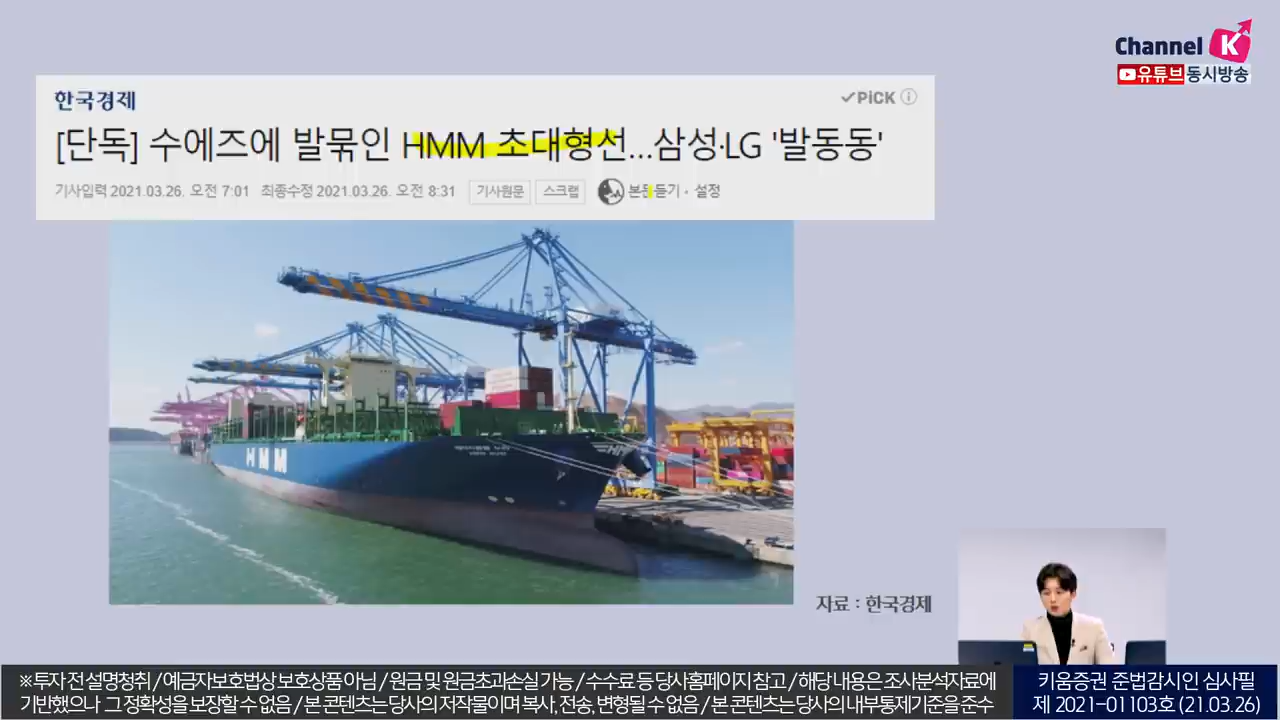 Channel K
유튜브동시방송
한국경제
PiCK
[단독] 수에즈에 발묶인 HMM 초대형선...삼성·LG '발동동'
기사입력 2021.03.26. 오전 7:01 최종수정 2021.03.26. 오전 8:31 기사원문 스크랩 본문듣기 · 설정
HMM
자료 : 한국경제
※투자 전 설명청취 / 예금자보호법상 보호상품 아님 / 원금 및 원금초과손실 가능 / 수수료 등 당사홈페이지 참고 / 해당 내용은 조사분석자료에
기반했으나 그 정확성을 보장할 수 없음 / 본 콘텐츠는 당사의 저작물이며 복사, 전송, 변형될 수 없음 / 본 콘텐츠는 당사의 내부통제기준을 준수
키움증권 준법감시인 심사필
제 2021-01103호 (21.03.26)